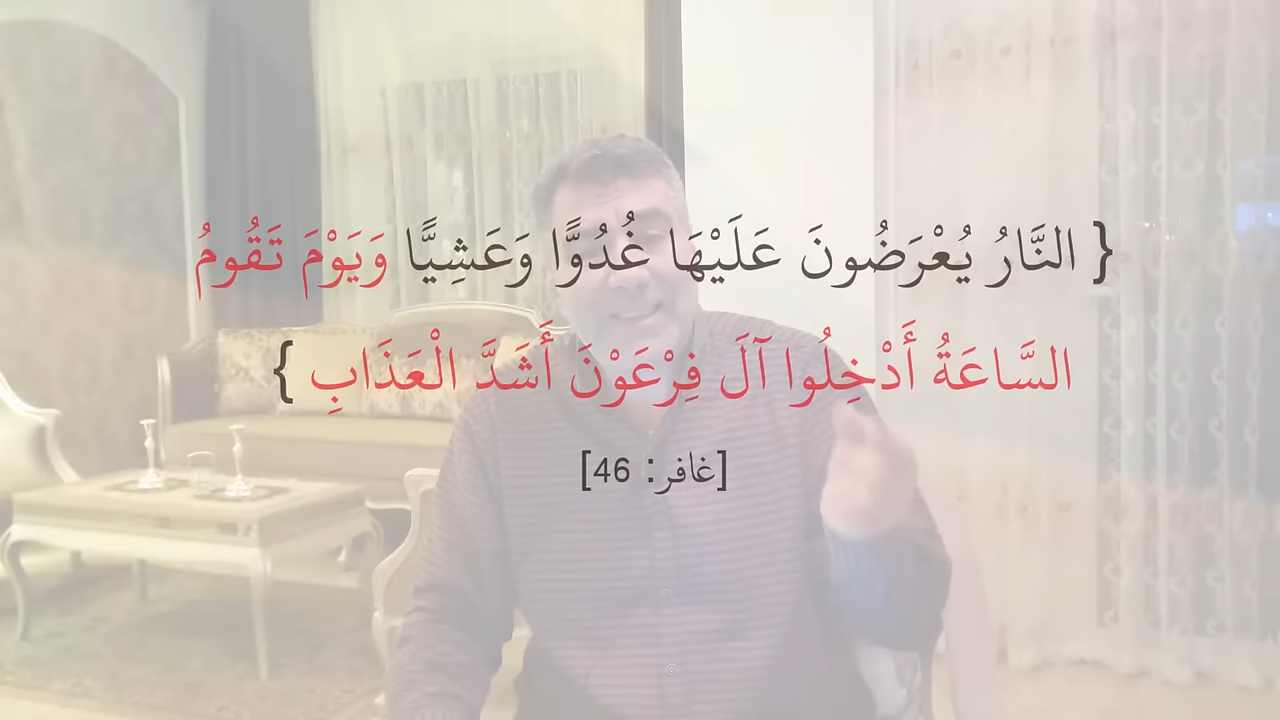 { النَّارُ يُعْرَضُونَ عَلَيْهَا غُدُوًّا وَعَشِيًّا وَيَوْمَ تَقُومُ
السَّاعَةُ أَدْخِلُوا آلَ فِرْعَوْنَ أَشَدَّ الْعَذَابِ }
[غافر: 46]